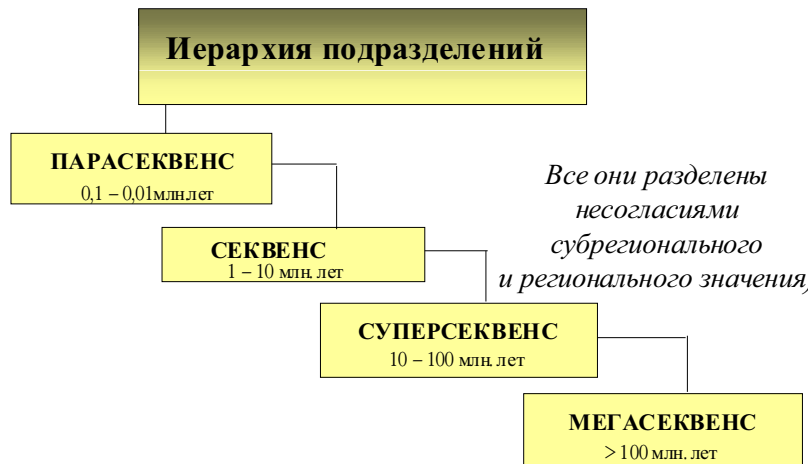 Иерархия подразделений
ПАРАСЕКВЕНС
0,1 – 0,01млн.лет
Все они разделены
несогласиями
субрегионального
и регионального значения,
СЕКВЕНС
1 – 10 млн. лет
СУПЕРСЕКВЕНС
10 – 100 млн. лет
МЕГАСЕКВЕНС
> 100 млн. лет